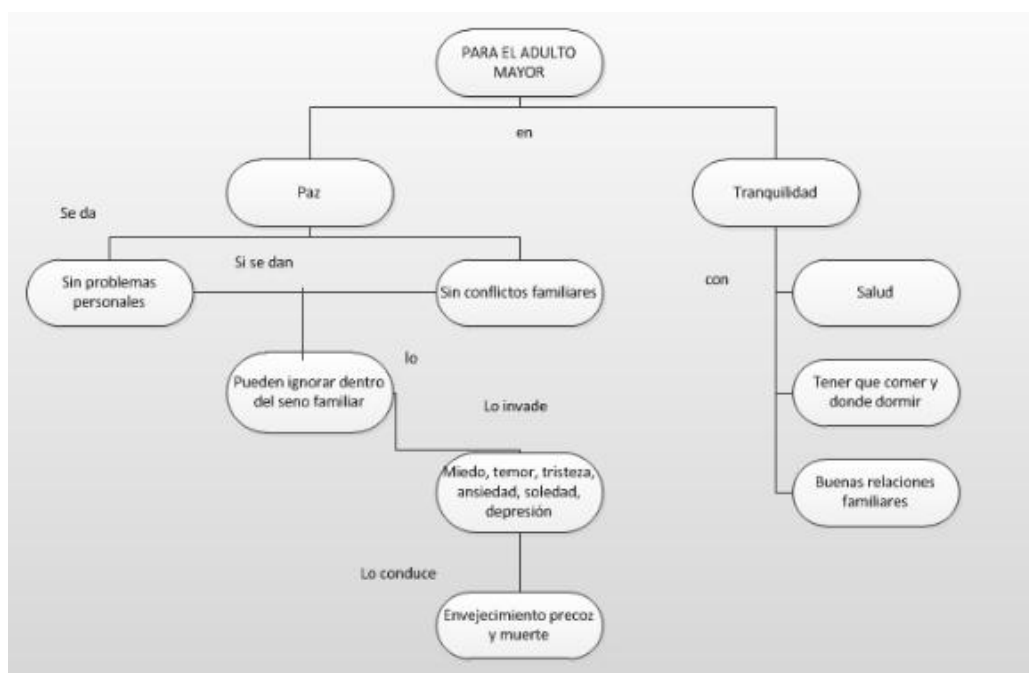 PARA EL ADULTO
MAYOR
en
Paz
Tranquilidad
Se da
Si se dan
Sin problemas
personales
Sin conflictos familiares
con
Salud
lo
Pueden ignorar dentro
del seno familiar
Tener que comer y
donde dormir
Lo invade
Miedo, temor, tristeza,
ansiedad, soledad,
depresión
Buenas relaciones
familiares
Lo conduce
Envejecimiento precoz
y muerte